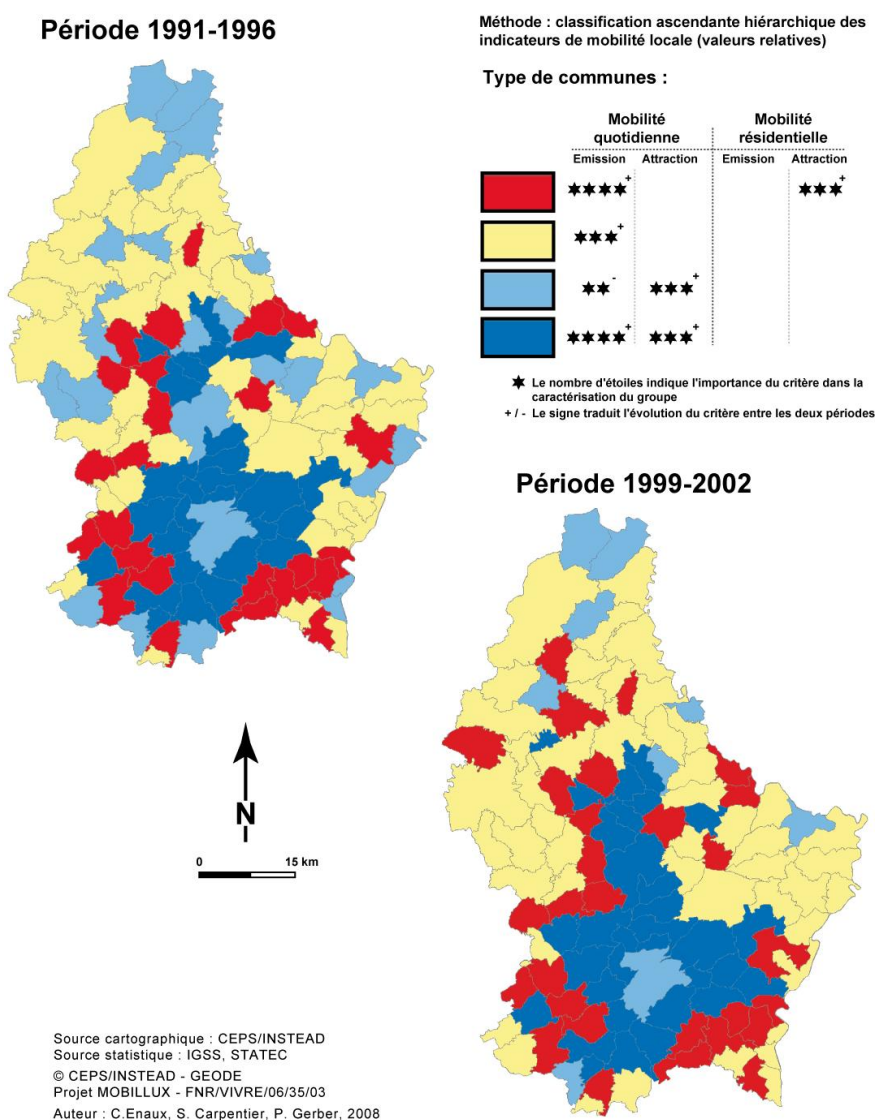 Période 1991-1996
Méthode : classification ascendante hiérarchique des
indicateurs de mobilité locale (valeurs relatives)
Type de communes :
Mobilité quotidienne
Mobilité résidentielle
Emission Attraction Emission Attraction
+ +
+
- +
+ +
Le nombre d'étoiles indique l'importance du critère dans la
caractérisation du groupe
+ / - Le signe traduit l'évolution du critère entre les deux périodes
Période 1999-2002
N
0 15 km
Source cartographique : CEPS/INSTEAD
Source statistique : IGSS, STATEC
© CEPS/INSTEAD - GEODE
Projet MOBILLUX - FNR/VIVRE/06/35/03
Auteur : C.Enaux, S. Carpentier, P. Gerber, 2008